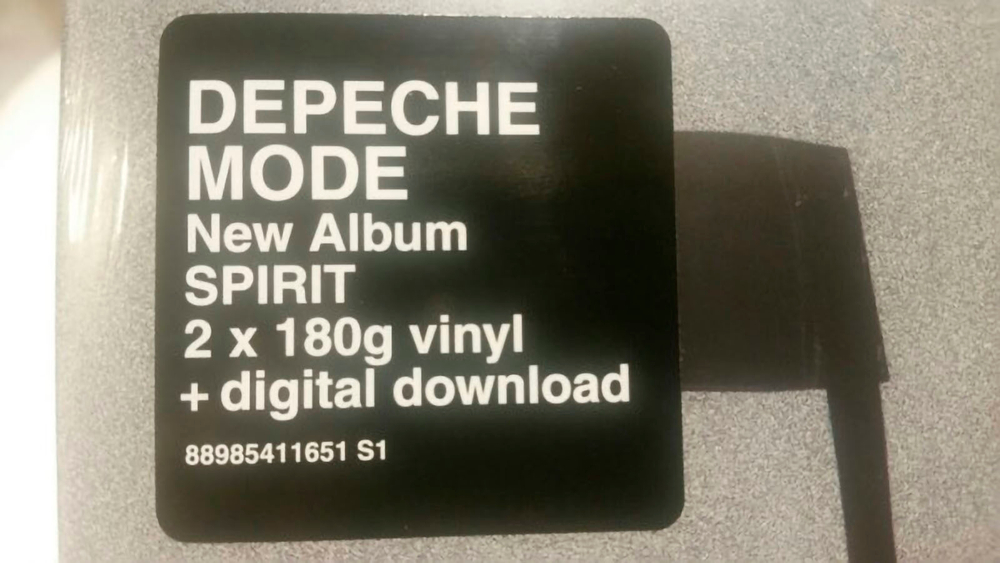 DEPECHE
MODE
New Album
SPIRIT
2 x 180g vinyl
+ digital download
88985411651 S1